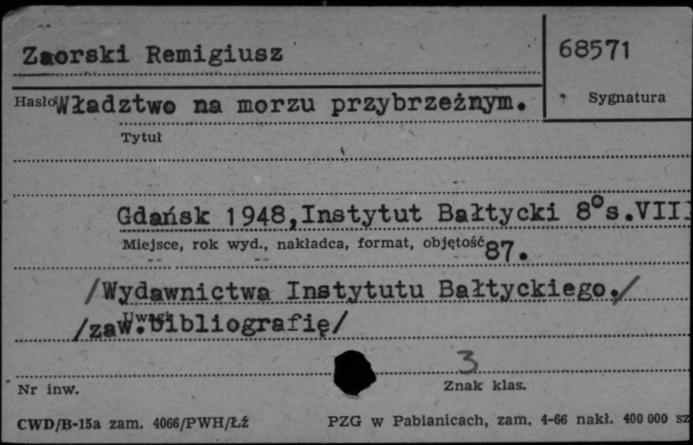 Zaorski Remigiusz
68571
Hasło Władztwo na morzu przybrzeżnym.
Sygnatura
Tytuł
Gdańsk 1948, Instytut Bałtycki 8° s.VIII
Miejsce, rok wyd., nakładca, format, objętość 87.
/Wydawnictwa Instytutu Bałtyckiego./
Uwagi
/zaw.bibliografię/
3
Nr inw.
Znak klas.
CWD/B-15a zam. 4066/PWH/Łź
PZG w Pabianicach, zam. 4-66 nakł. 400 000 sz